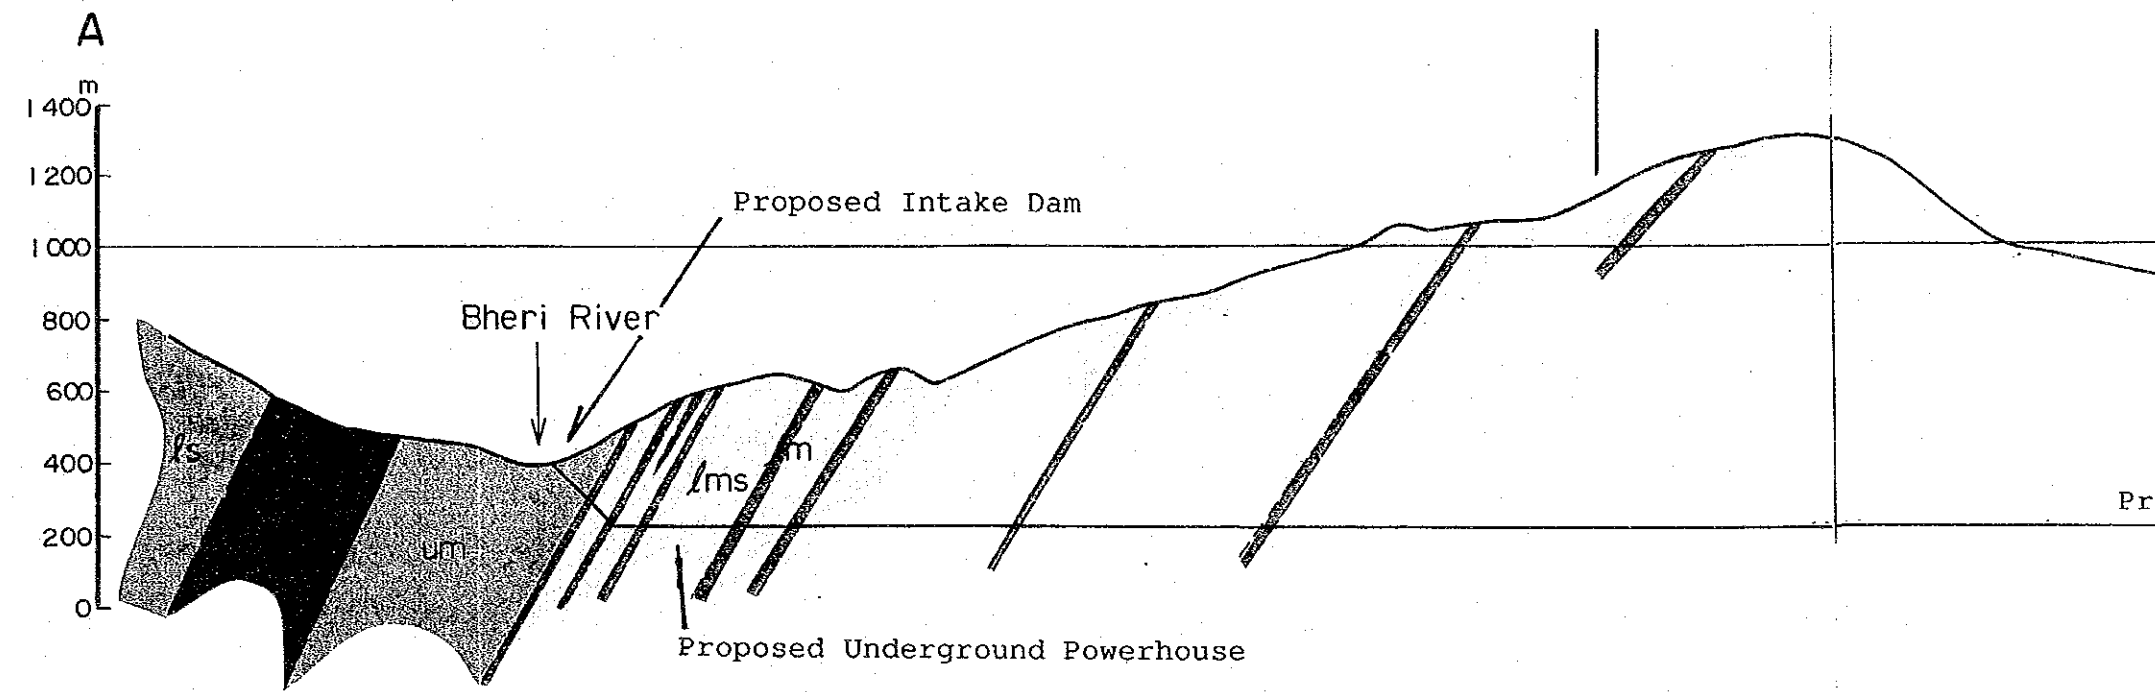 A
m
1400
1200
Proposed Intake Dam
1000
Bheri River
800
600
ls
m
400
lms
um
200
Pr
0
Proposed Underground Powerhouse